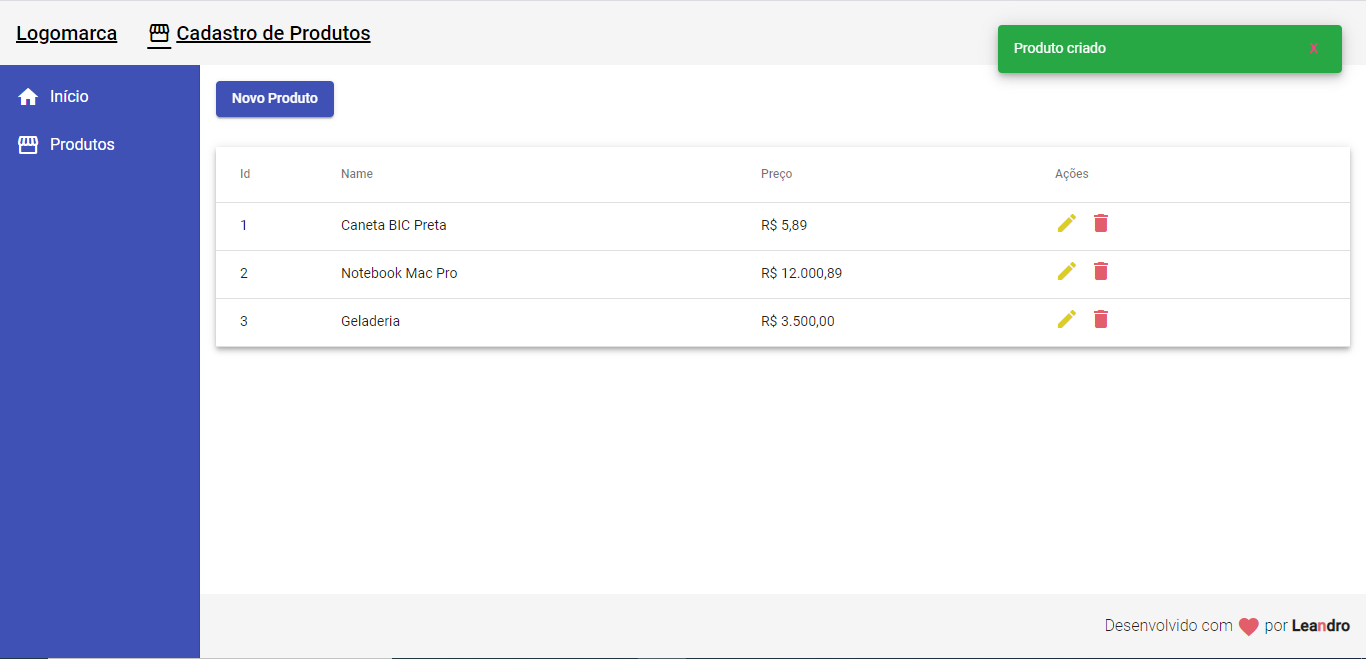 Logomarca Cadastro de Produtos
Produto criado x
Início
Produtos
Novo Produto
Id Name Preço Ações
1 Caneta BIC Preta R$ 5,89
2 Notebook Mac Pro R$ 12.000,89
3 Geladeria R$ 3.500,00
Desenvolvido com por Leandro